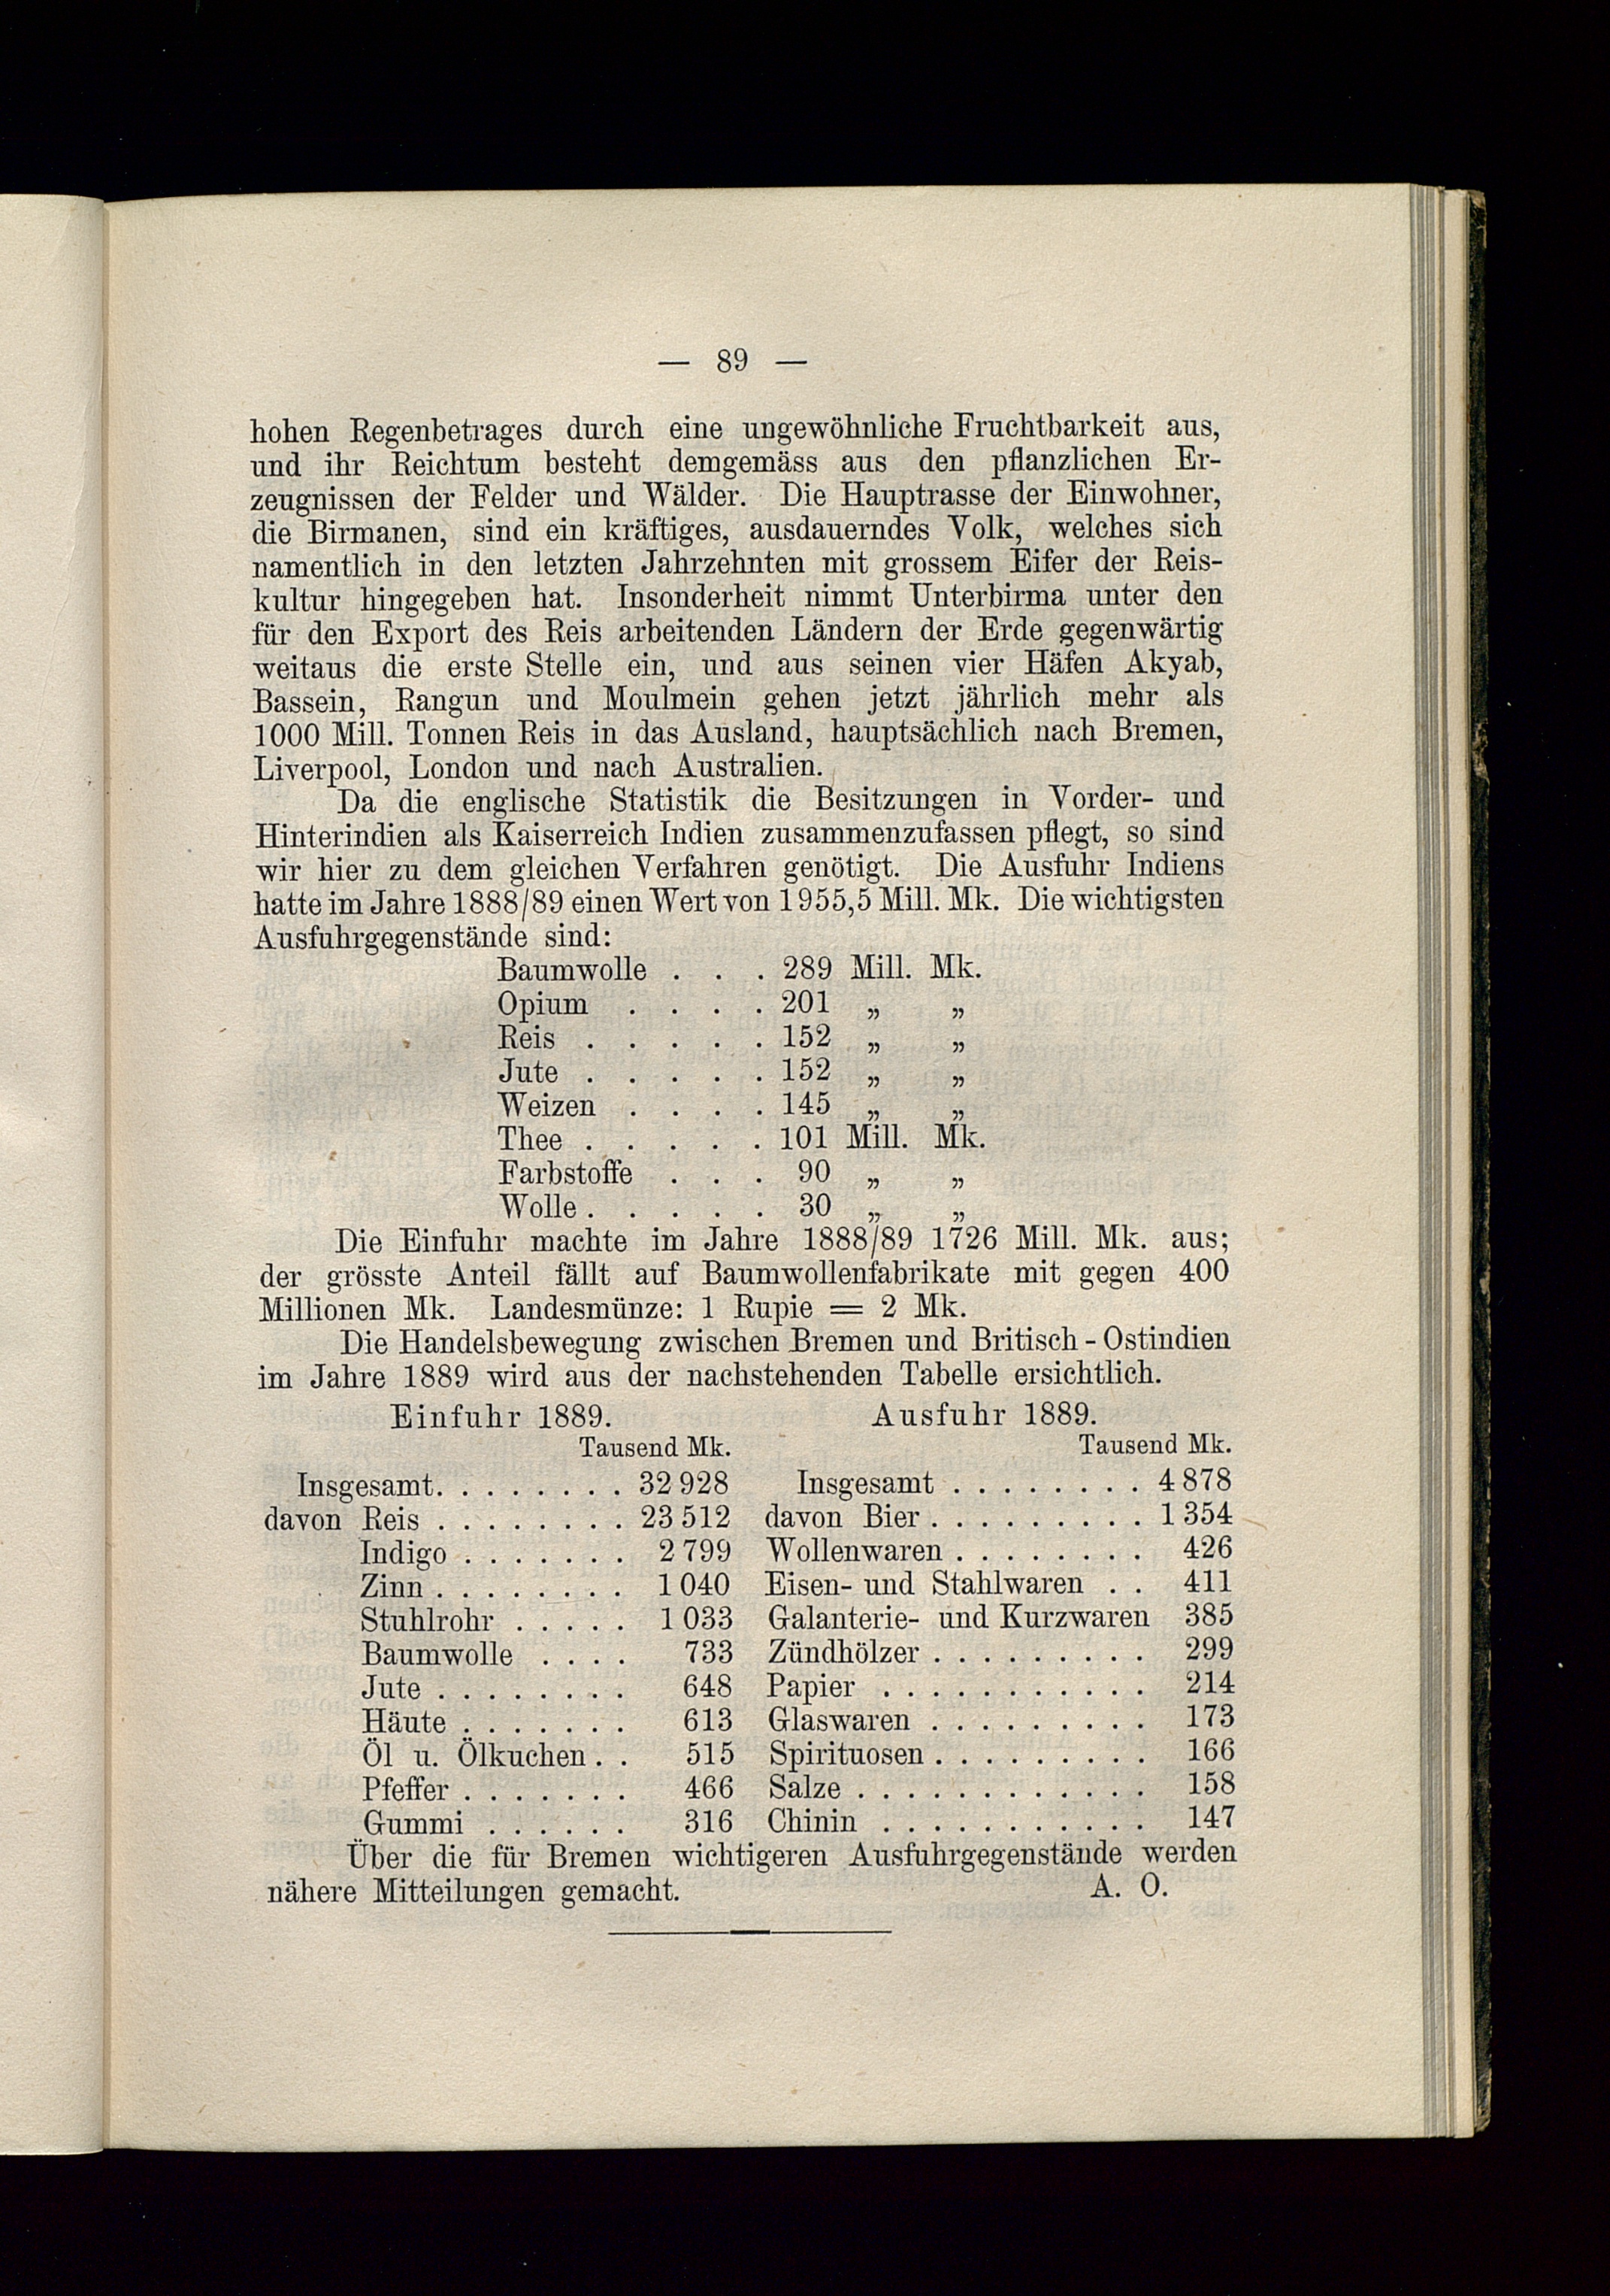 — 89 —
hohen Regenbetrages durch eine ungewöhnliche Fruchtbarkeit aus,
und ihr Reichtum besteht demgemäss aus den pflanzlichen Er-
zeugnissen der Felder und Wälder. Die Hauptrasse der Einwohner,
die Birmanen, sind ein kräftiges, ausdauerndes Volk, welches sich
namentlich in den letzten Jahrzehnten mit grossem Eifer der Reis-
kultur hingegeben hat. Insonderheit nimmt Unterbirma unter den
für den Export des Reis arbeitenden Ländern der Erde gegenwärtig
weitaus die erste Stelle ein, und aus seinen vier Häfen Akyab,
Bassein, Rangun und Moulmein gehen jetzt jährlich mehr als
1000 Mill. Tonnen Reis in das Ausland, hauptsächlich nach Bremen,
Liverpool, London und nach Australien.
Da die englische Statistik die Besitzungen in Vorder- und
Hinterindien als Kaiserreich Indien zusammenzufassen pflegt, so sind
wir hier zu dem gleichen Verfahren genötigt. Die Ausfuhr Indiens
hatte im Jahre 1888/89 einen Wert von 1955,5 Mill. Mk. Die wichtigsten
Ausfuhrgegenstände sind:
Baumwolle . . . 289 Mill. Mk.
Opium . . . . 201 „ „
Reis . . . . . 152 „ „
Jute . . . . . 152 „ „
Weizen . . . . 145 „ „
Thee . . . . . 101 Mill. Mk.
Farbstoffe . . . 90 „ „
Wolle . . . . . 30 „ „
Die Einfuhr machte im Jahre 1888/89 1726 Mill. Mk. aus;
der grösste Anteil fällt auf Baumwollenfabrikate mit gegen 400
Millionen Mk. Landesmünze: 1 Rupie = 2 Mk.
Die Handelsbewegung zwischen Bremen und Britisch-Ostindien
im Jahre 1889 wird aus der nachstehenden Tabelle ersichtlich.
Einfuhr 1889. Ausfuhr 1889.
Tausend Mk. Tausend Mk.
Insgesamt . . . . . . . . 32 928 Insgesamt . . . . . . . . 4 878
davon Reis . . . . . . . . 23 512 davon Bier . . . . . . . . . 1 354
Indigo . . . . . . . 2 799 Wollenwaren . . . . . . . . 426
Zinn . . . . . . . . 1 040 Eisen- und Stahlwaren . . 411
Stuhlrohr . . . . . 1 033 Galanterie- und Kurzwaren 385
Baumwolle . . . . 733 Zündhölzer . . . . . . . . . 299
Jute . . . . . . . . 648 Papier . . . . . . . . . . . 214
Häute . . . . . . . 613 Glaswaren . . . . . . . . . 173
Öl u. Ölkuchen . . 515 Spirituosen . . . . . . . . . 166
Pfeffer . . . . . . . 466 Salze . . . . . . . . . . . . 158
Gummi . . . . . . 316 Chinin . . . . . . . . . . . 147
Über die für Bremen wichtigeren Ausfuhrgegenstände werden
nähere Mitteilungen gemacht. A. O.